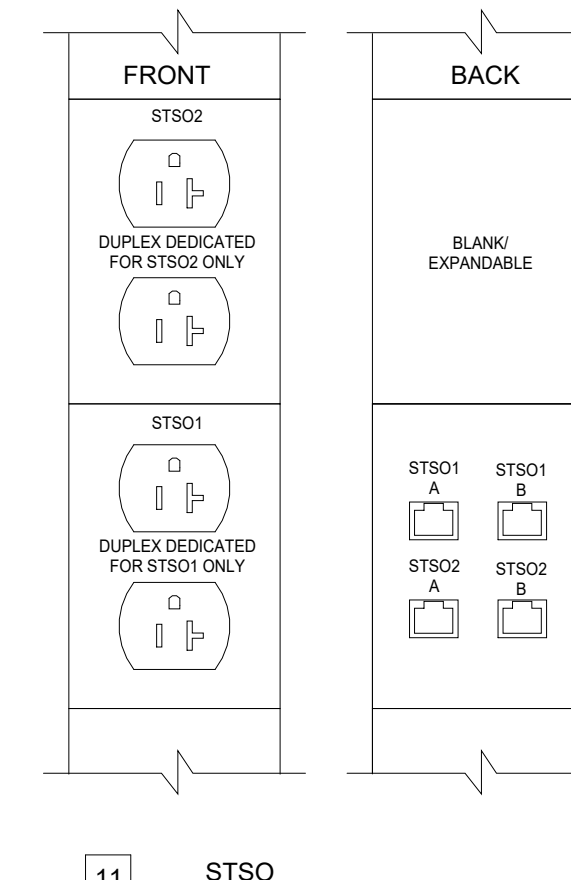 FRONT
STSO2
DUPLEX DEDICATED
FOR STSO2 ONLY
STSO1
DUPLEX DEDICATED
FOR STSO1 ONLY
BACK
BLANK/
EXPANDABLE
STSO1
A
STSO1
B
STSO2
A
STSO2
B
11
STSO